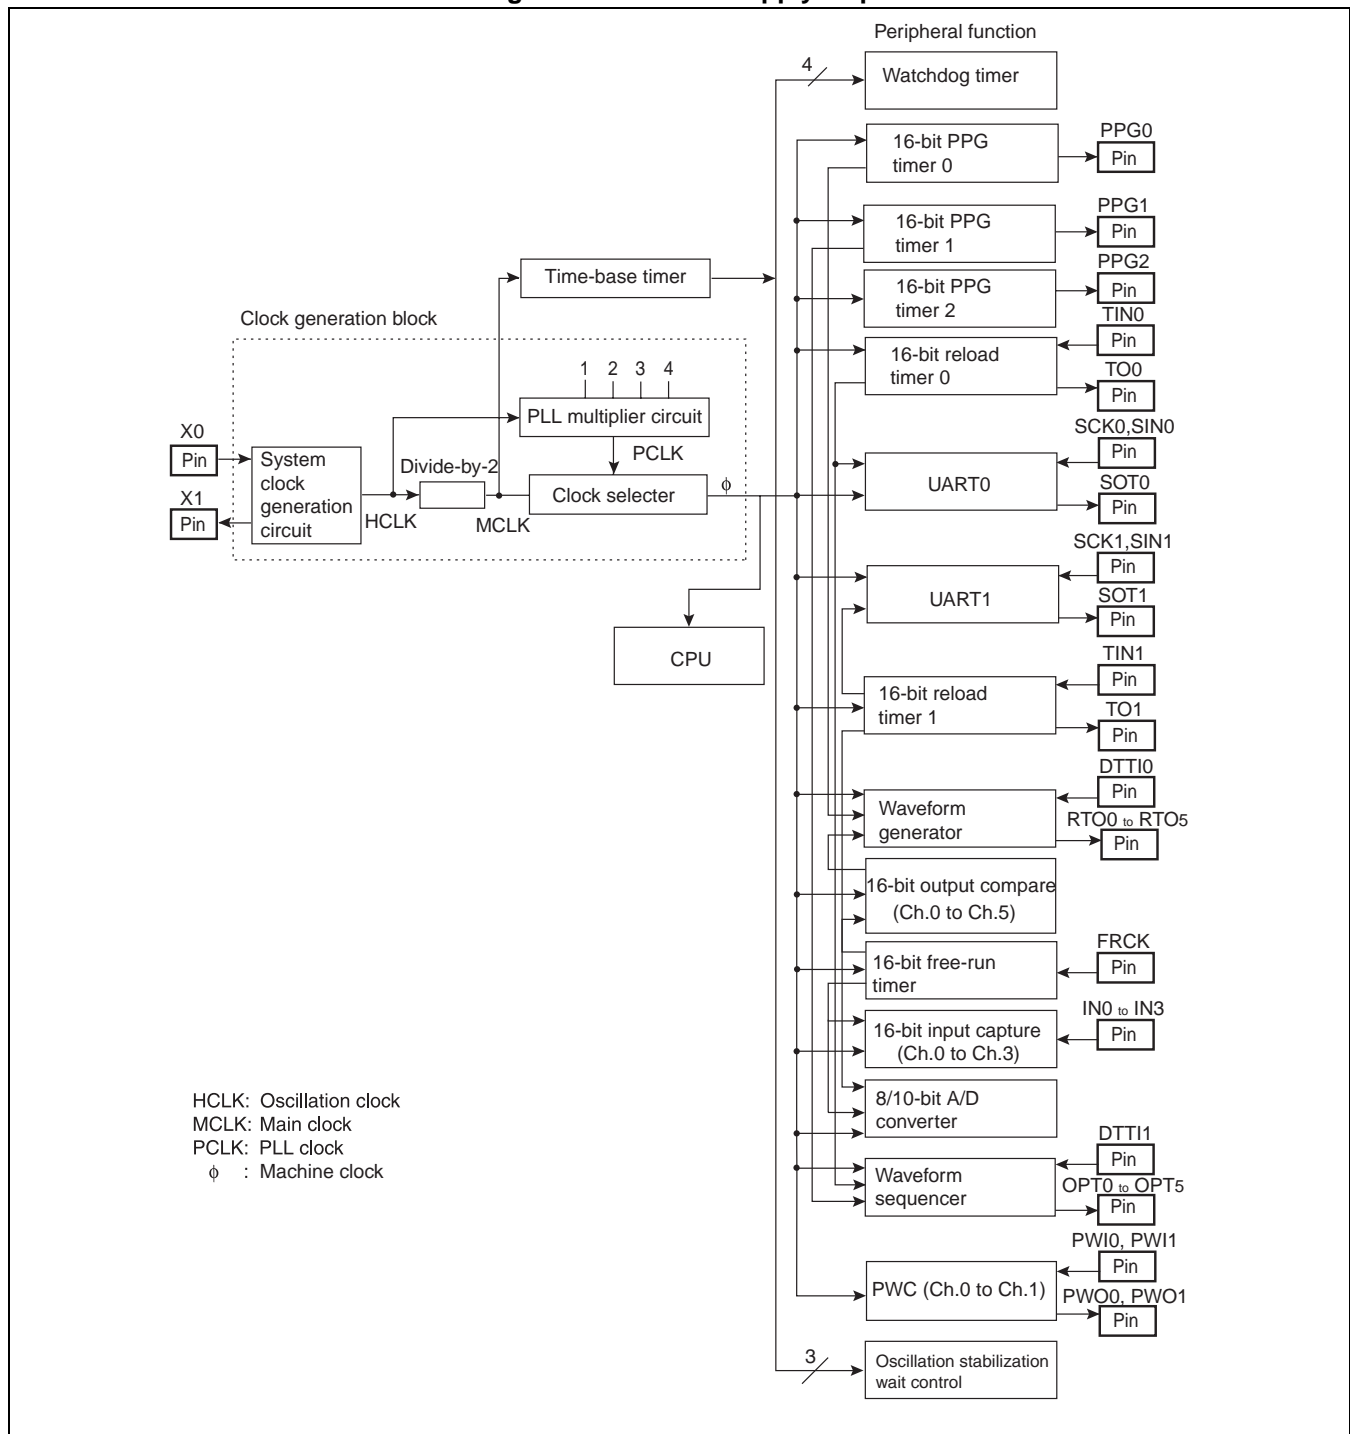 Peripheral function
4
Watchdog timer
16-bit PPG
timer 0
PPG0
Pin
16-bit PPG
timer 1
PPG1
Pin
16-bit PPG
timer 2
PPG2
Pin
Time-base timer
Clock generation block
16-bit reload
timer 0
TIN0
Pin
TO0
Pin
1 2 3 4
PLL multiplier circuit
PCLK
X0
Pin
X1
Pin
System
clock
generation
circuit
HCLK
Divide-by-2
MCLK
Clock selecter
ϕ
CPU
UART0
SCK0,SIN0
Pin
SOT0
Pin
UART1
SCK1,SIN1
Pin
SOT1
Pin
16-bit reload
timer 1
TIN1
Pin
TO1
Pin
Waveform
generator
DTTI0
Pin
RTO0 to RTO5
Pin
16-bit output compare
(Ch.0 to Ch.5)
16-bit free-run
timer
FRCK
Pin
16-bit input capture
(Ch.0 to Ch.3)
IN0 to IN3
Pin
8/10-bit A/D
converter
Waveform
sequencer
DTTI1
Pin
OPT0 to OPT5
Pin
PWC (Ch.0 to Ch.1)
PWI0, PWI1
Pin
PWO0, PWO1
Pin
3
Oscillation stabilization
wait control
HCLK: Oscillation clock
MCLK: Main clock
PCLK: PLL clock
ϕ : Machine clock